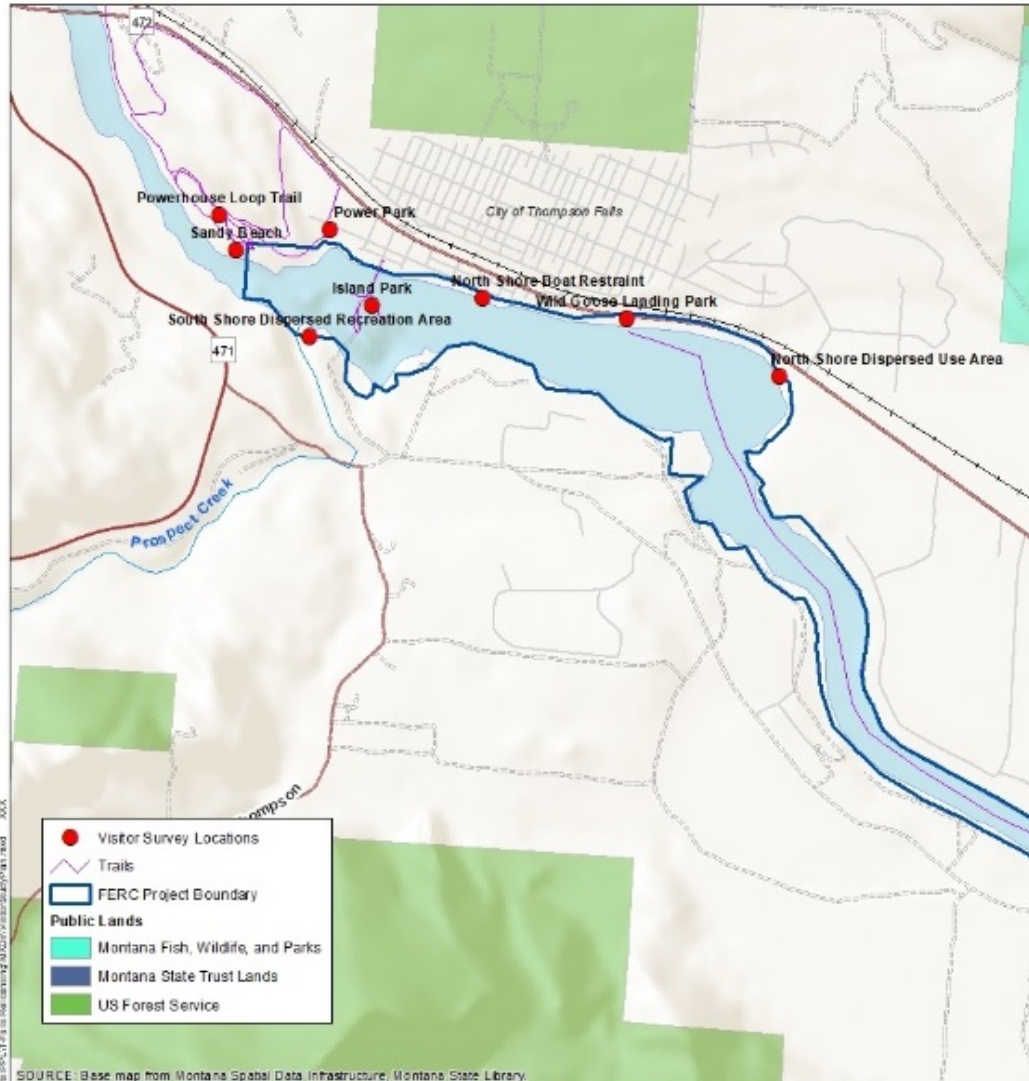 472
Powerhouse Loop Trail
Power Park
City of Thompson Falls
Sandy Beach
Island Park
North Shore Boat Restraint
Wild Goose Landing Park
South Shore Dispersed Recreation Area
471
North Shore Dispersed Use Area
Prospect Creek
ompson
Visitor Survey Locations
Trails
FERC Project Boundary
Public Lands
Montana Fish, Wildlife, and Parks
Montana State Trust Lands
US Forest Service
SOURCE: Base map from Montana Spatial Data Infrastructure, Montana State Library.